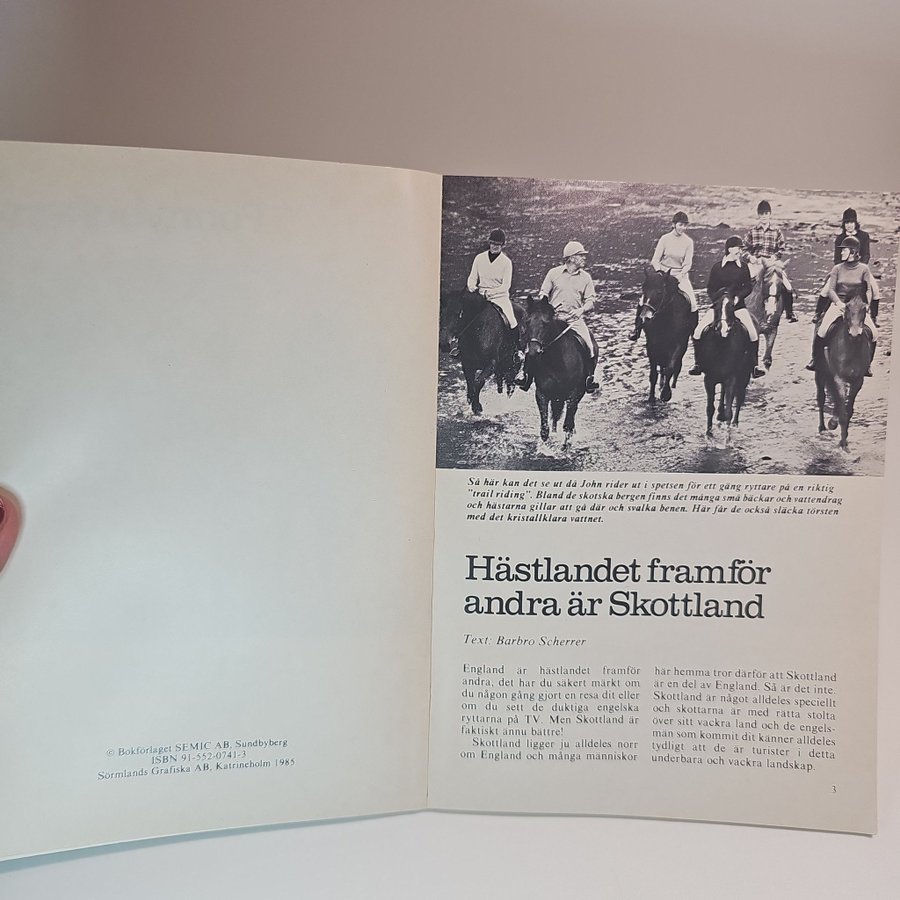 © Bokförlaget SEMIC AB, Sundbyberg
ISBN 91-552-0741-3
Sörmlands Grafiska AB, Katrineholm 1985
Så här kan det se ut då John rider ut i spetsen för ett gäng ryttare på en riktig
"trail riding". Bland de skotska bergen finns det många små bäckar och vattendrag
och hästarna gillar att gå där och svalka benen. Här får de också släcka törsten
med det kristallklara vattnet.
Hästlandet framför
andra är Skottland
Text: Barbro Scherrer
England är hästlandet framför
andra, det har du säkert märkt om
du någon gång gjort en resa dit eller
om du sett de duktiga engelska
ryttarna på TV. Men Skottland är
faktiskt ännu bättre!
Skottland ligger ju alldeles norr
om England och många människor
här hemma tror därför att Skottland
är en del av England. Så är det inte.
Skottland är något alldeles speciellt
och skottarna är med rätta stolta
över sitt vackra land och de engels-
män som kommit dit känner alldeles
tydligt att de är turister i detta
underbara och vackra landskap.
3